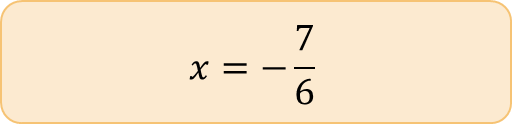 x = −7/6